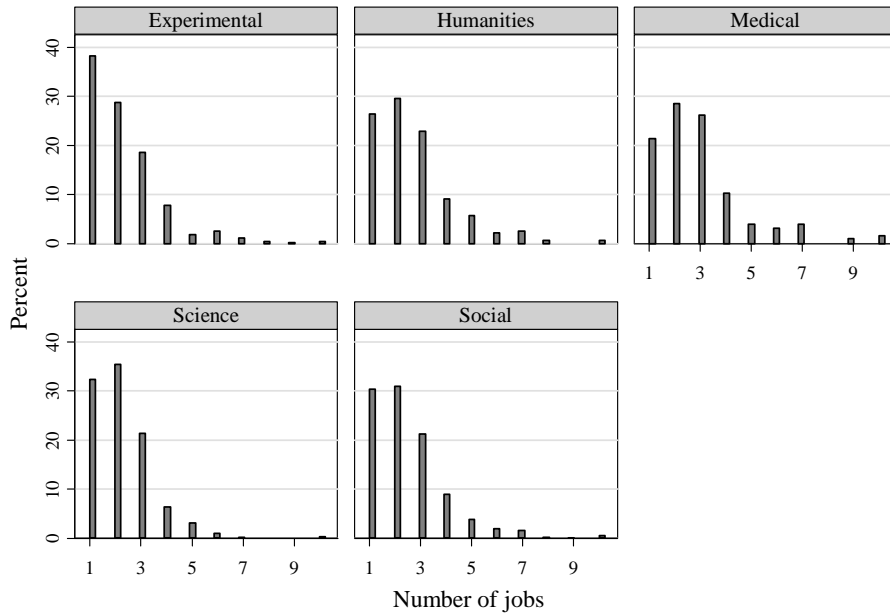 Experimental
Humanities
Medical
40
30
20
10
0
1 3 5 7 9
Percent
Science
Social
40
30
20
10
0
1 3 5 7 9
1 3 5 7 9
Number of jobs